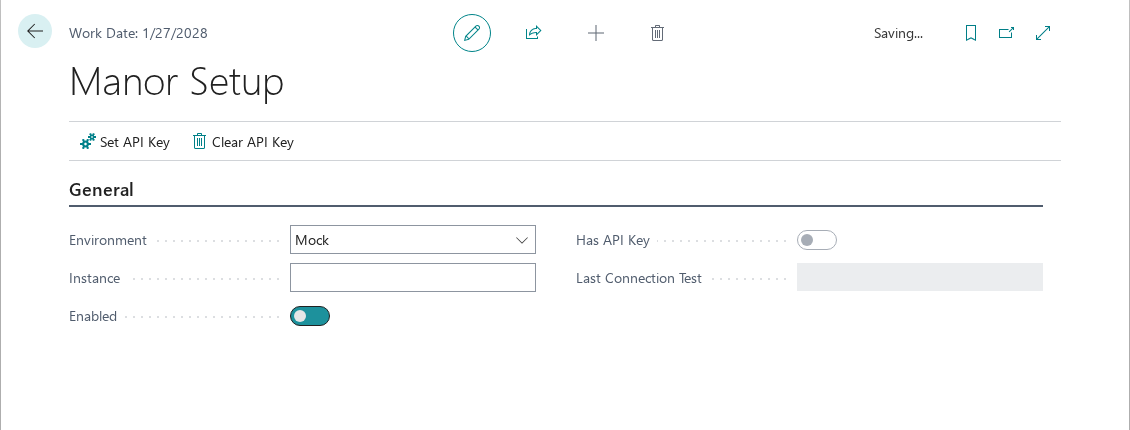 Work Date: 1/27/2028
Saving...
Manor Setup
Set API Key
Clear API Key
General
Environment
Mock
Has API Key
Instance
Last Connection Test
Enabled